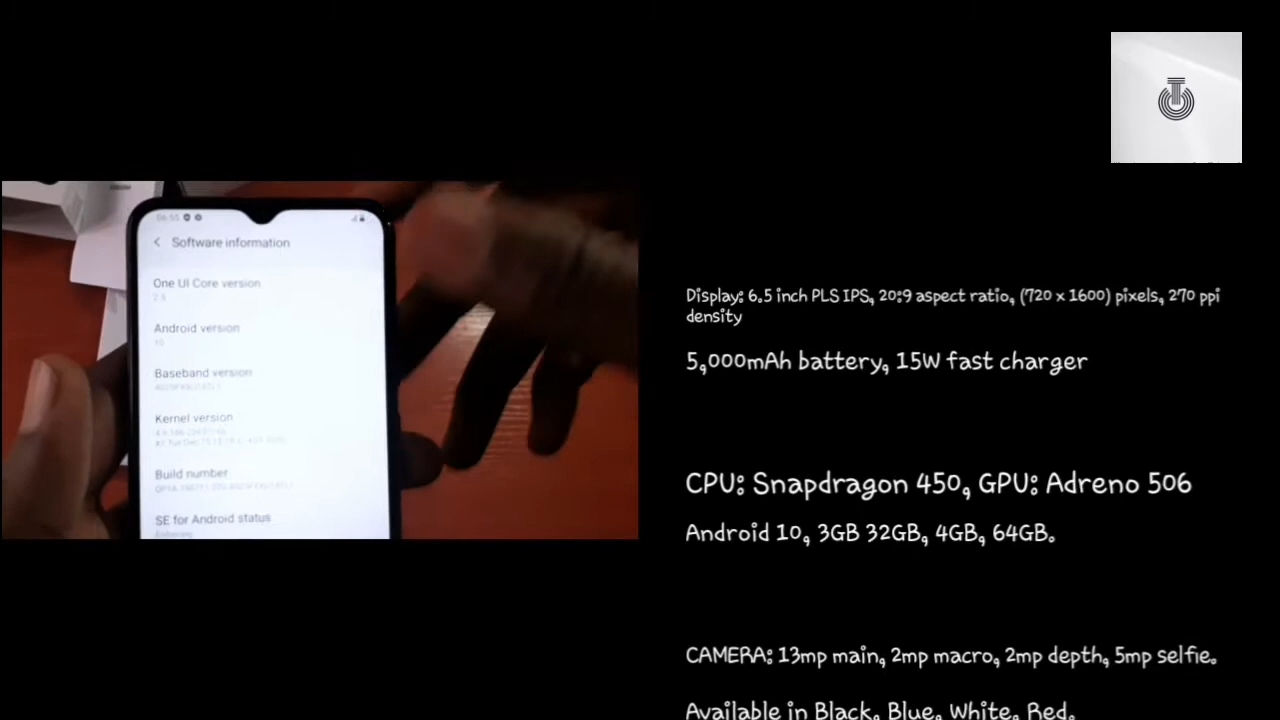 Software information
One UI Core version
Android version
10
Baseband version
Kernel version
Build number
SE for Android status
Display: 6.5 inch PLS IPS, 20:9 aspect ratio, (720 x 1600) pixels, 270 ppi
density
5,000mAh battery, 15W fast charger
CPU: Snapdragon 450, GPU: Adreno 506
Android 10, 3GB 32GB, 4GB, 64GB.
CAMERA: 13mp main, 2mp macro, 2mp depth, 5mp selfie.
Available in Black, Blue, White, Red.